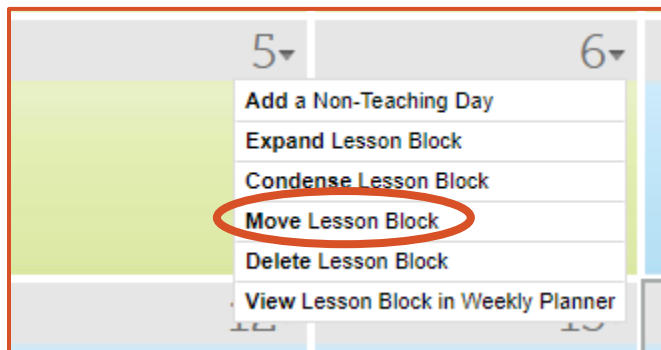 5
6
Add a Non-Teaching Day
Expand Lesson Block
Condense Lesson Block
Move Lesson Block
Delete Lesson Block
View Lesson Block in Weekly Planner